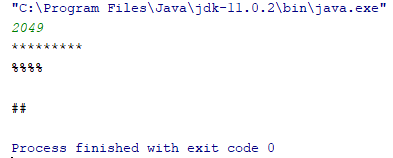 "C:\Program Files\Java\jdk-11.0.2\bin\java.exe"
2049
*********
%%%%
##
Process finished with exit code 0